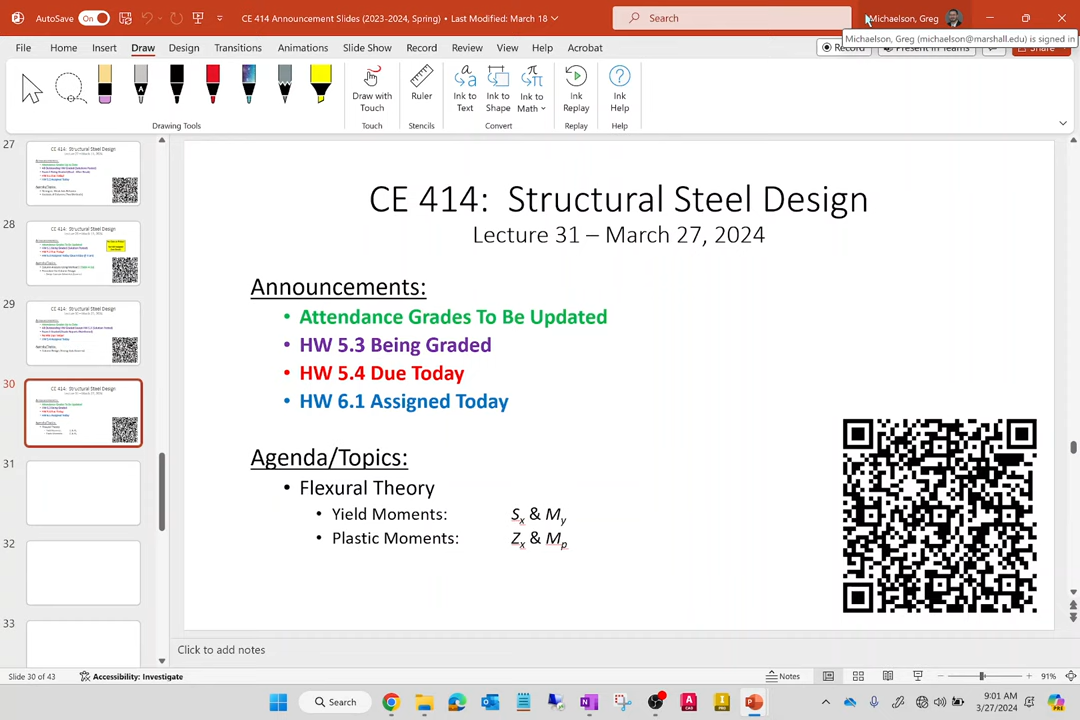 AutoSave On CE 414 Announcement Slides (2023-2024, Spring) • Last Modified: March 18 Search Michaelson, Greg
Michaelson, Greg (michaelson@marshall.edu) is signed in
File Home Insert Draw Design Transitions Animations Slide Show Record Review View Help Acrobat Record Present in Teams Share
Draw with Touch
Ruler
Ink to Text
Ink to Shape
Ink to Math
Ink Replay
Ink Help
Drawing Tools Touch Stencils Convert Replay Help
27
28
29
30
31
32
33
CE 414: Structural Steel Design
Lecture 31 – March 27, 2024
Announcements:
• Attendance Grades To Be Updated
• HW 5.3 Being Graded
• HW 5.4 Due Today
• HW 6.1 Assigned Today
Agenda/Topics:
• Flexural Theory
• Yield Moments: Sx & My
• Plastic Moments: Zx & Mp
Click to add notes
Slide 30 of 43 Accessibility: Investigate Notes 91%
Search 9:01 AM
3/27/2024